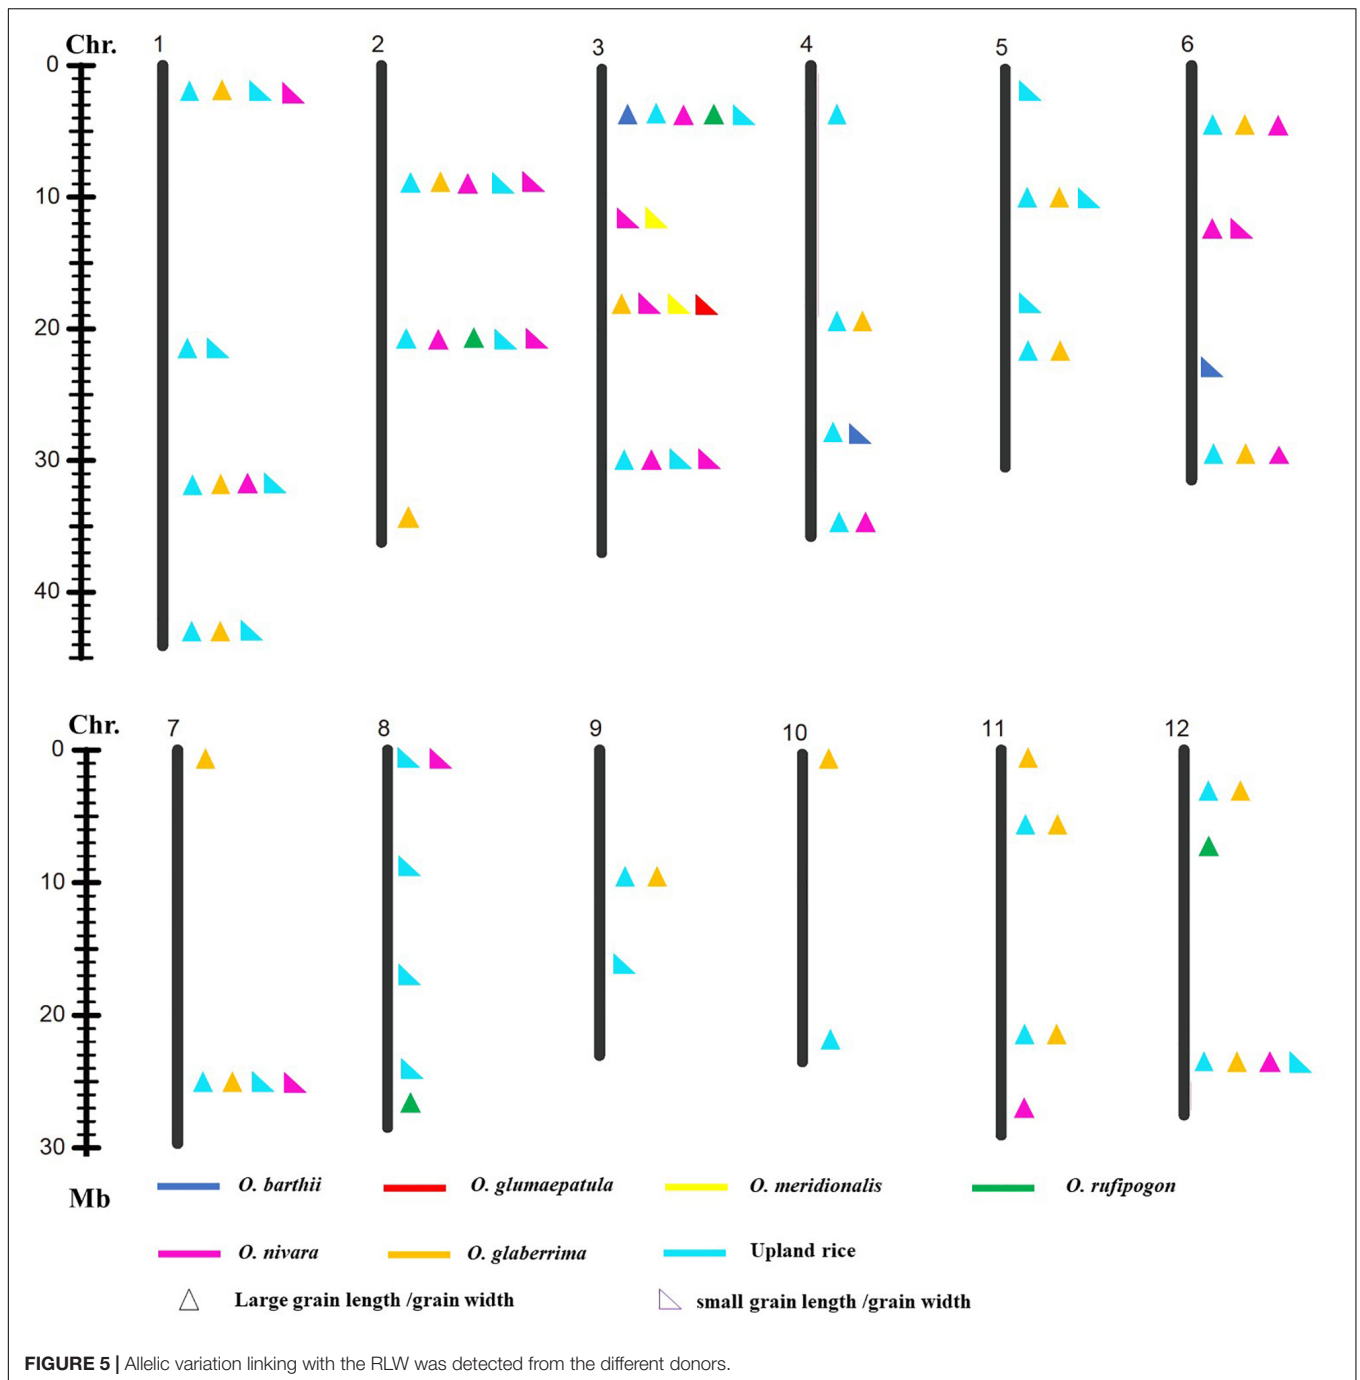 Chr. 1 2 3 4 5 6
0
10
20
30
40
Chr. 7 8 9 10 11 12
0
10
20
30
Mb
O. barthii O. glumaepatula O. meridionalis O. rufipogon
O. nivara O. glaberrima Upland rice
Large grain length /grain width small grain length /grain width
FIGURE 5 | Allelic variation linking with the RLW was detected from the different donors.